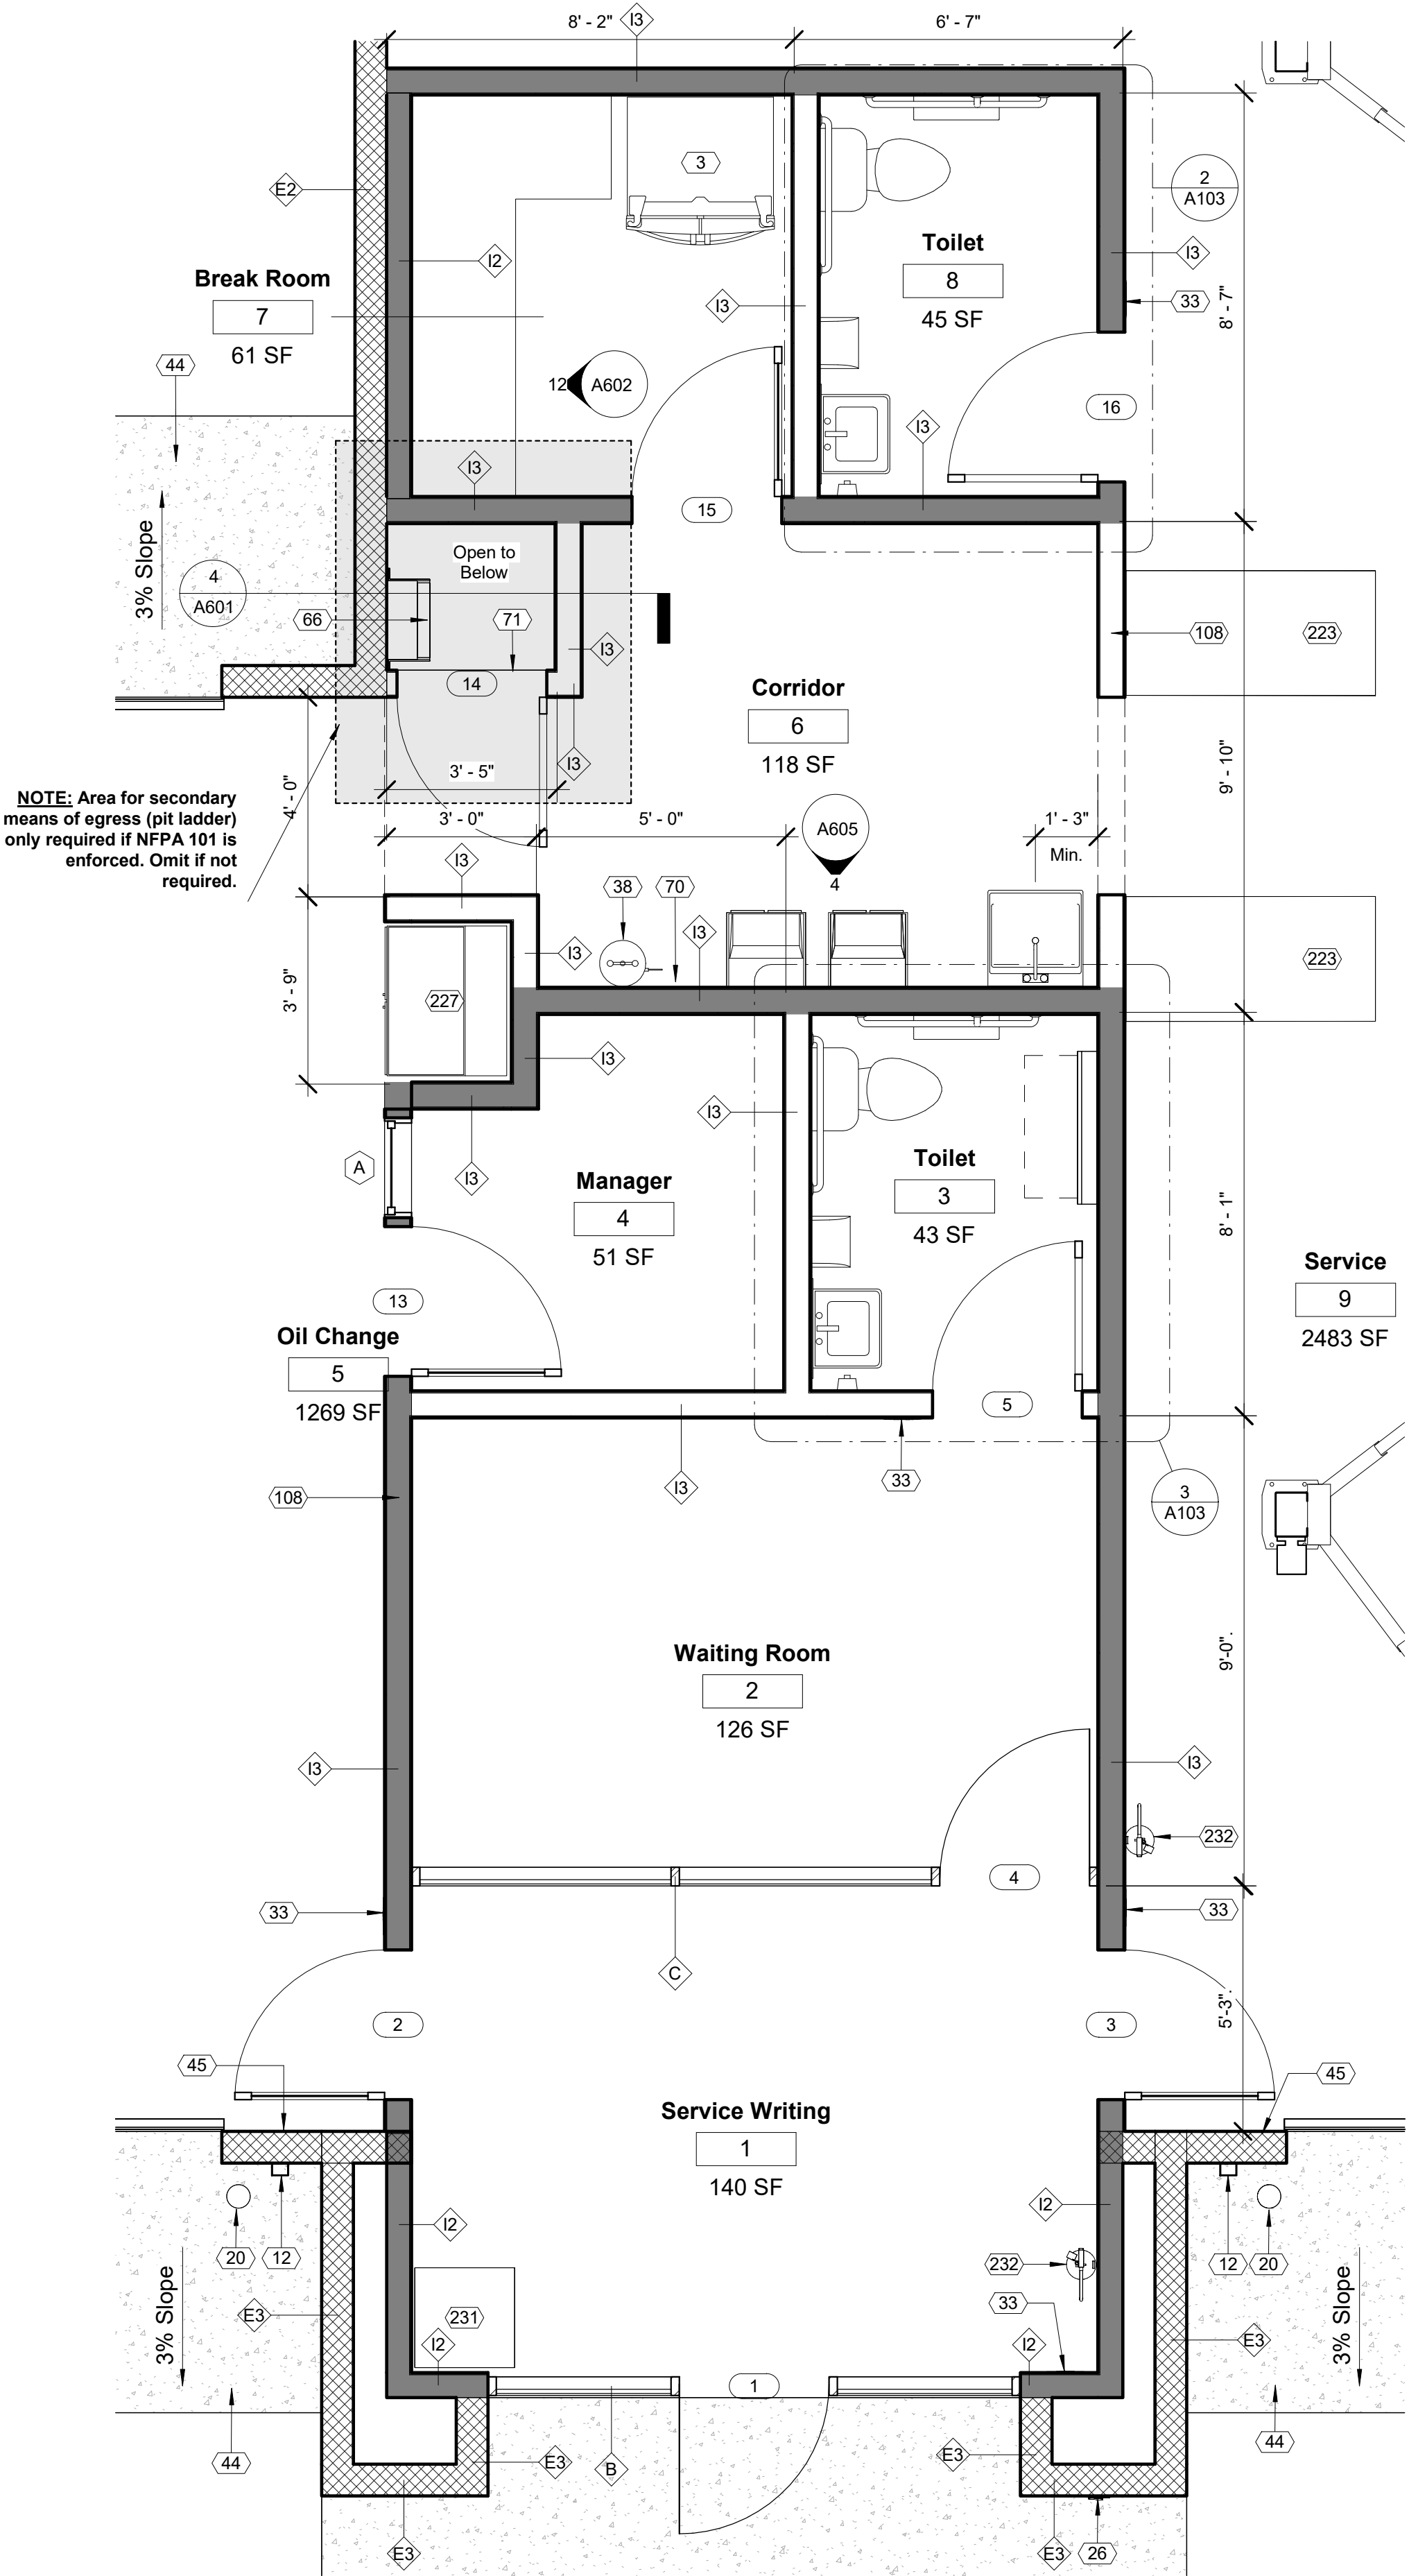 8' - 2"
I3
6' - 7"
E2
3
2
A103
Toilet
8
45 SF
I3
I2
Break Room
7
61 SF
I3
33
8' - 7"
44
12
A602
16
I3
I3
15
3% Slope
4
A601
Open to
Below
66
71
I3
108
223
14
Corridor
6
118 SF
I3
3' - 5"
9' - 10"
NOTE: Area for secondary
means of egress (pit ladder)
only required if NFPA 101 is
enforced. Omit if not
required.
4' - 0"
3' - 0"
5' - 0"
A605
4
1' - 3"
Min.
I3
38
70
I3
I3
223
3' - 9"
227
I3
I3
A
I3
Manager
4
51 SF
Toilet
3
43 SF
8' - 1"
Service
9
2483 SF
13
Oil Change
5
1269 SF
5
108
I3
33
3
A103
Waiting Room
2
126 SF
9'-0".
I3
I3
232
4
33
33
C
2
3
5'-3".
45
45
Service Writing
1
140 SF
I2
I2
20
12
232
12
20
3% Slope
E3
231
33
E3
3% Slope
I2
I2
1
44
E3
B
E3
44
E3
E3
26